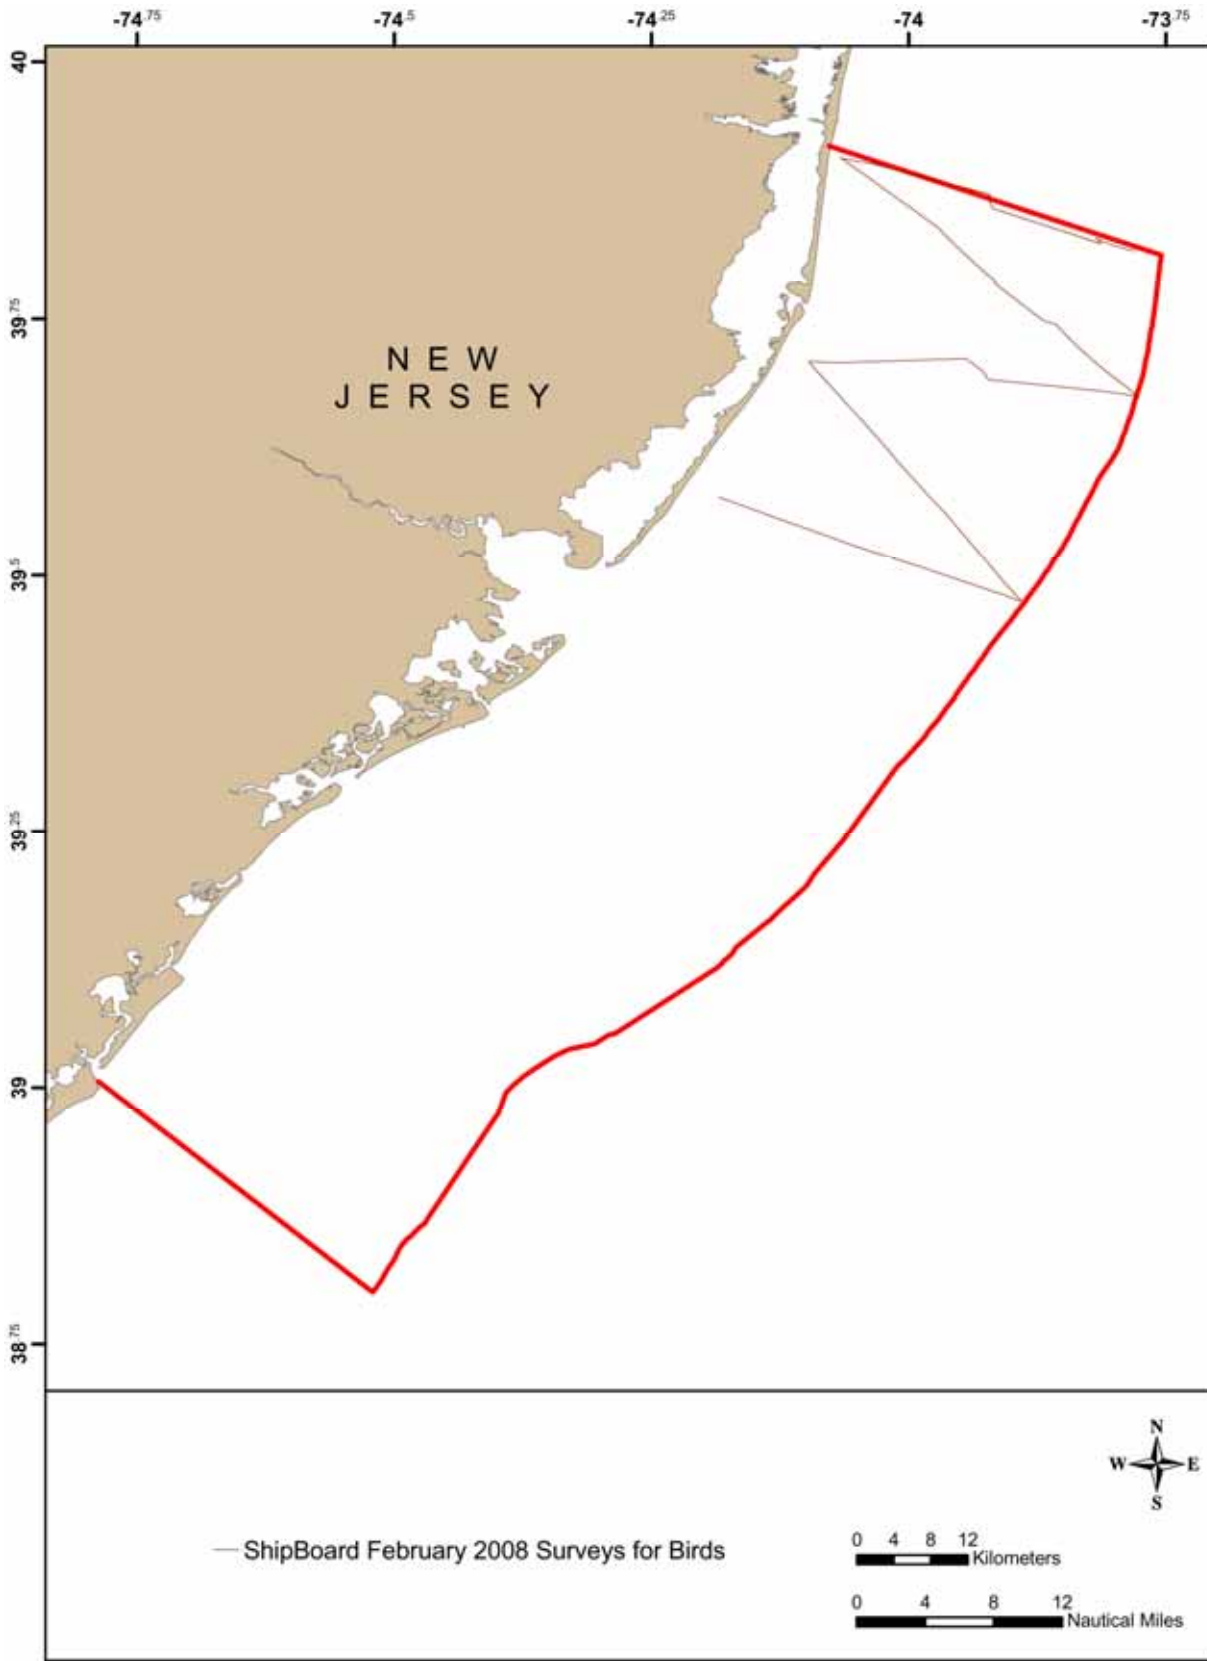 -74.75 -74.5 -74.25 -74 -73.75
40
39.75
39.5
39.25
39
38.75
NEW
JERSEY
N
W E
S
ShipBoard February 2008 Surveys for Birds
0 4 8 12
Kilometers
0 4 8 12
Nautical Miles